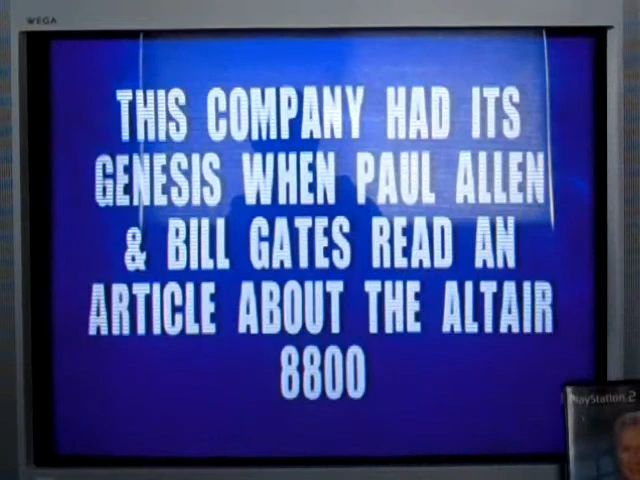 WEGA
THIS COMPANY HAD ITS
GENESIS WHEN PAUL ALLEN
& BILL GATES READ AN
ARTICLE ABOUT THE ALTAIR
8800
PlayStation.2